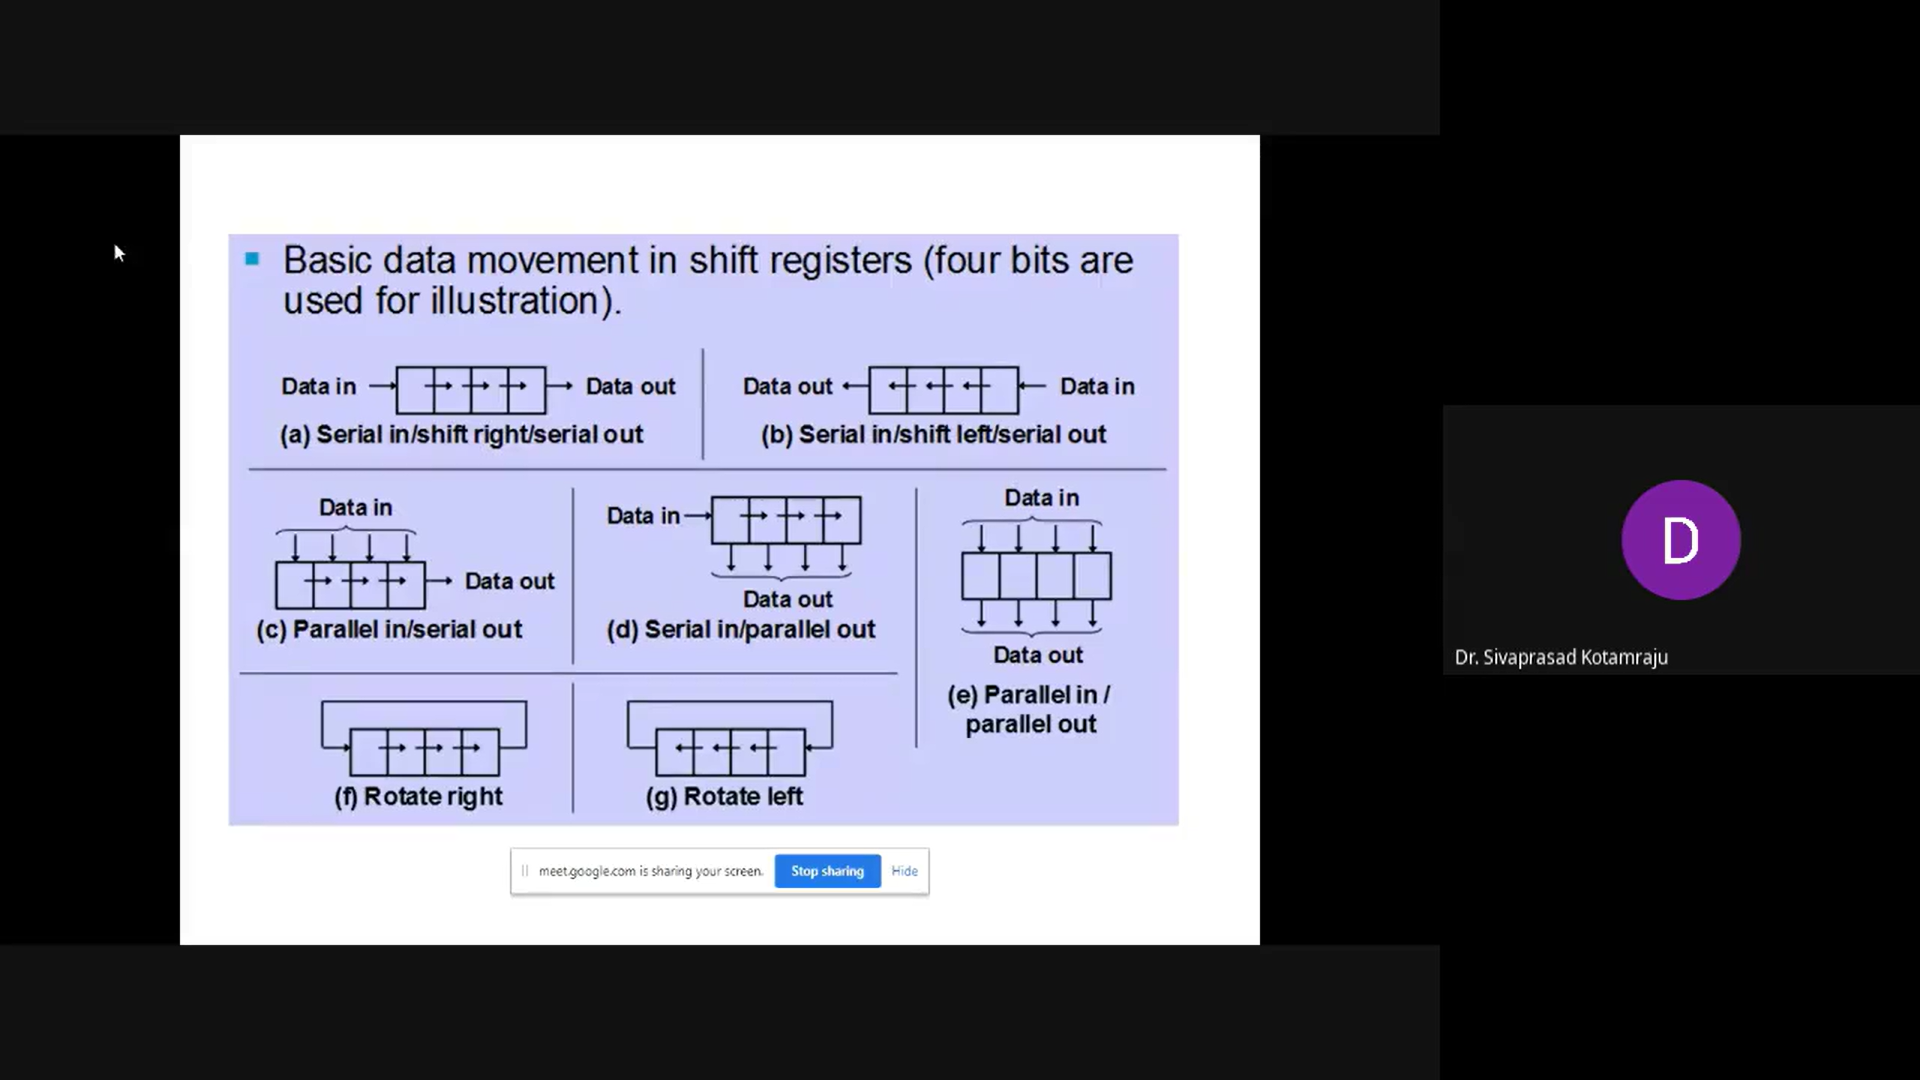 Basic data movement in shift registers (four bits are
used for illustration).
Data in
Data out
(a) Serial in/shift right/serial out
Data out
Data in
(b) Serial in/shift left/serial out
Data in
Data out
(c) Parallel in/serial out
Data in
Data out
(d) Serial in/parallel out
Data in
Data out
(e) Parallel in /
parallel out
(f) Rotate right
(g) Rotate left
meet.google.com is sharing your screen.
Stop sharing
Hide
D
Dr. Sivaprasad Kotamraju